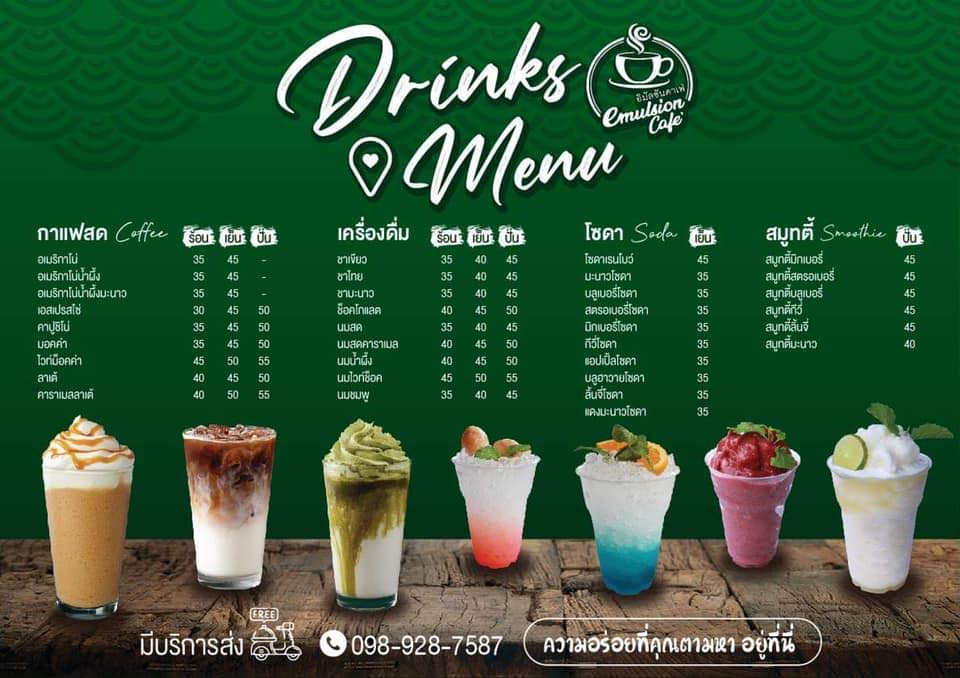 Drinks
Menu
อิมัลชันคาเฟ่
emulsion
Cafe'
กาแฟสด Coffee ร้อน เย็น ปั่น
อเมริกาโน่ 35 45 -
อเมริกาโน่น้ำผึ้ง 35 45 -
อเมริกาโน่น้ำผึ้งมะนาว 35 45 -
เอสเปรสโซ่ 30 45 50
คาปูชิโน่ 35 45 50
มอคค่า 35 45 50
ไวท์ม็อคค่า 45 50 55
ลาเต้ 40 45 50
คาราเมลลาเต้ 40 50 55
เครื่องดื่ม ร้อน เย็น ปั่น
ชาเขียว 35 40 45
ชาไทย 35 40 45
ชามะนาว 35 40 45
ช็อคโกแลต 40 45 50
นมสด 35 40 45
นมสดคาราเมล 40 45 50
นมน้ำผึ้ง 45 50 55
นมไวท์ช็อค 40 45 50
นมชมพู 35 40 45
โซดา Soda เย็น
โซดาเรนโบว์ 45
มะนาวโซดา 35
บลูเบอรี่โซดา 35
สตรอเบอรี่โซดา 35
มิกเบอรี่โซดา 35
กีวี่โซดา 35
แอปเปิ้ลโซดา 35
บลูฮาวายโซดา 35
ลิ้นจี่โซดา 35
แดงมะนาวโซดา 35
สมูทตี้ Smoothie ปั่น
สมูทตี้มิกเบอรี่ 45
สมูทตี้สตรอเบอรี่ 45
สมูทตี้บลูเบอรี่ 45
สมูทตี้กีวี่ 45
สมูทตี้ลิ้นจี่ 45
สมูทตี้มะนาว 40
มีบริการส่ง FREE 098-928-7587 ความอร่อยที่คุณตามหา อยู่ที่นี่